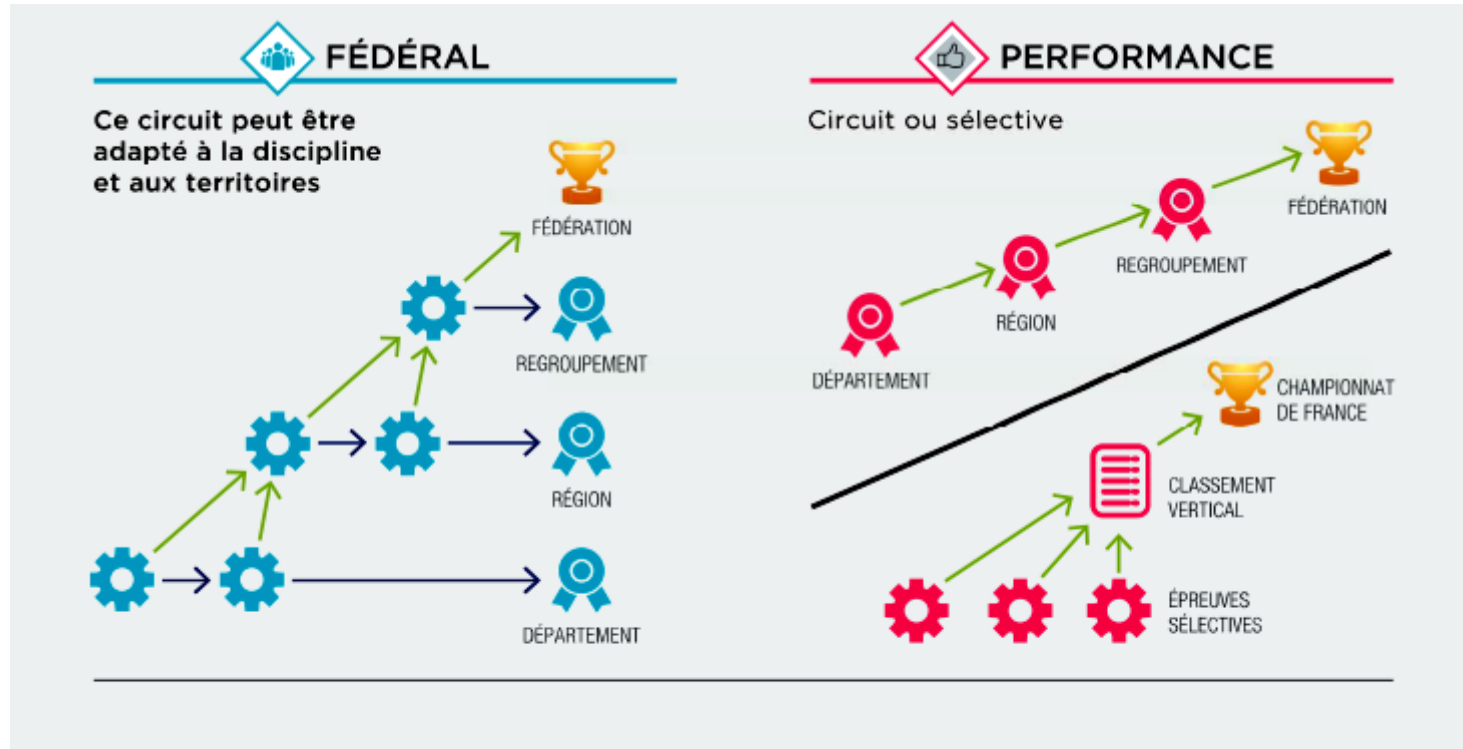 FÉDÉRAL
Ce circuit peut être
adapté à la discipline
et aux territoires
FÉDÉRATION
REGROUPEMENT
RÉGION
DÉPARTEMENT
PERFORMANCE
Circuit ou sélective
FÉDÉRATION
REGROUPEMENT
RÉGION
DÉPARTEMENT
CHAMPIONNAT
DE FRANCE
CLASSEMENT
VERTICAL
ÉPREUVES
SÉLECTIVES